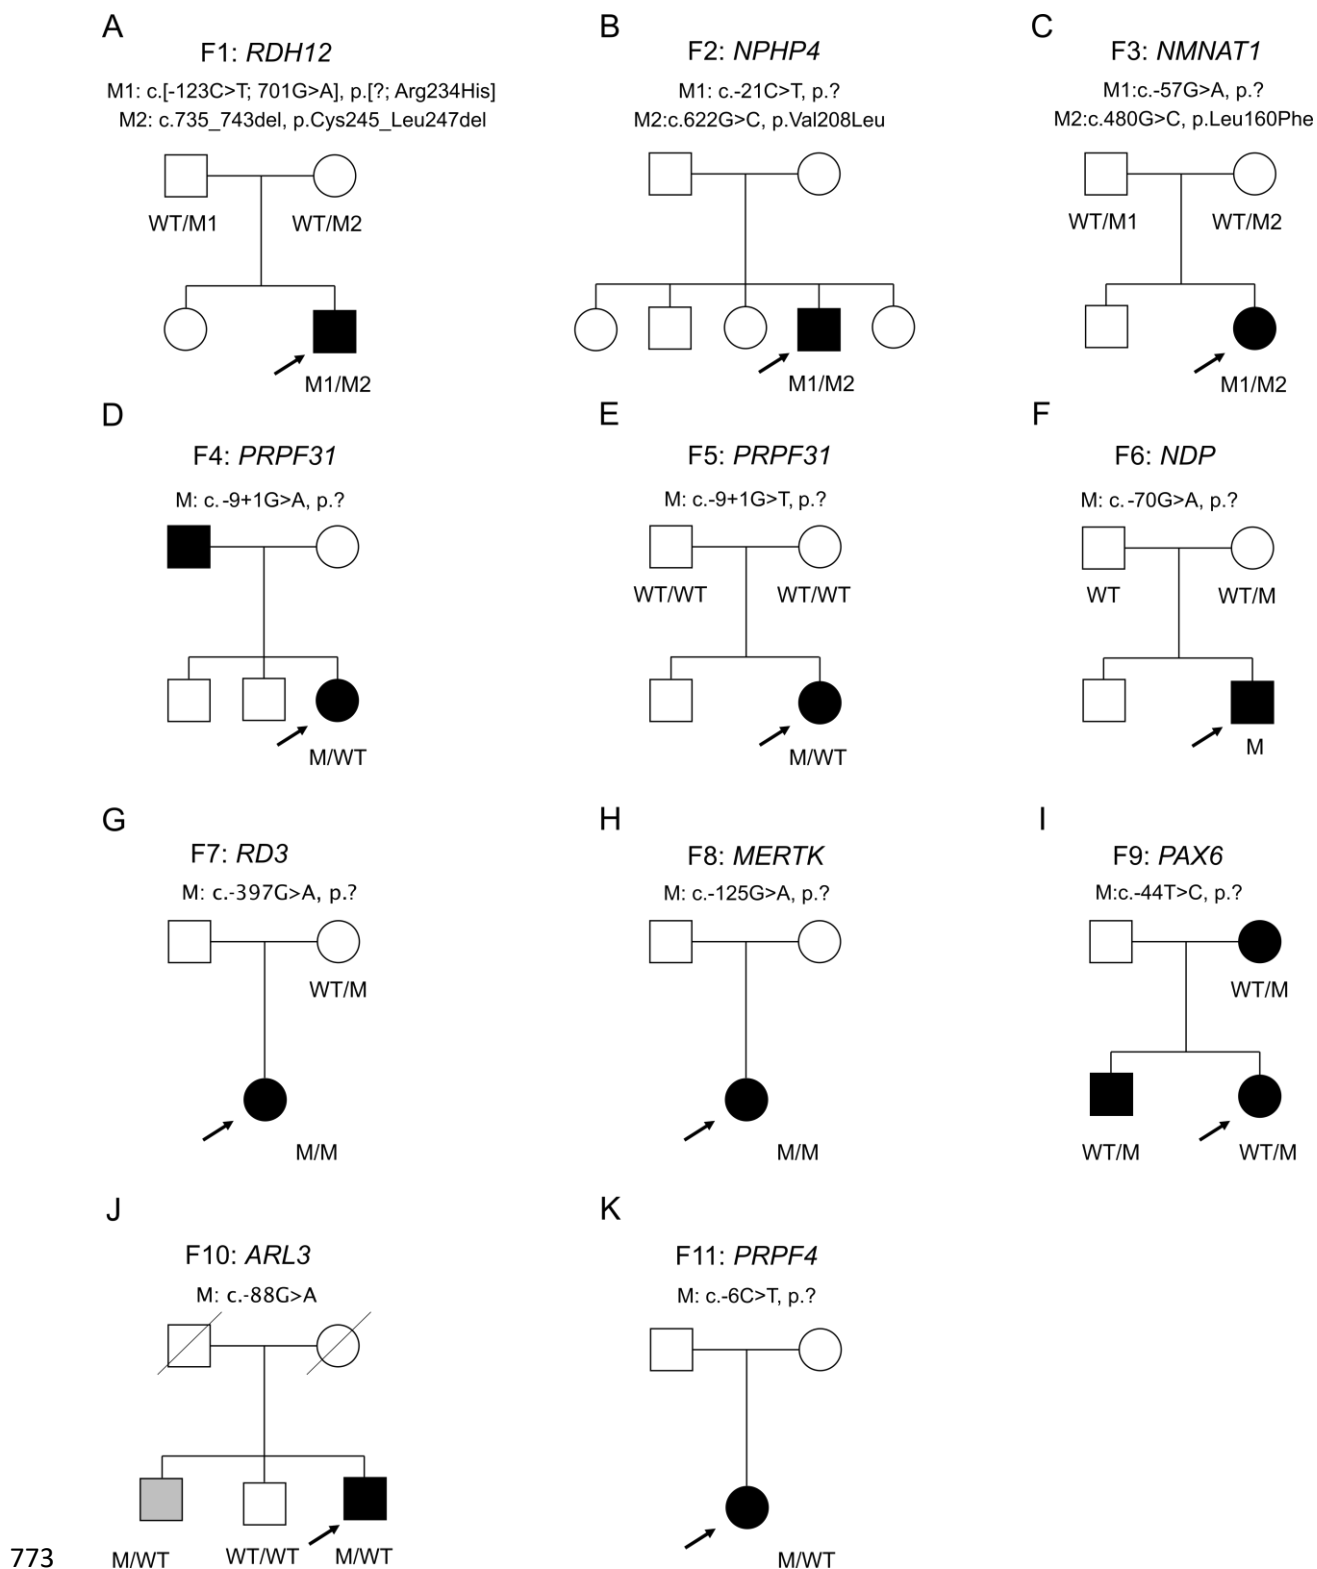 A
F1: RDH12
M1: c.[-123C>T; 701G>A], p.[?; Arg234His]
M2: c.735_743del, p.Cys245_Leu247del
WT/M1
WT/M2
M1/M2
B
F2: NPHP4
M1: c.-21C>T, p.?
M2:c.622G>C, p.Val208Leu
M1/M2
C
F3: NMNAT1
M1:c.-57G>A, p.?
M2:c.480G>C, p.Leu160Phe
WT/M1
WT/M2
M1/M2
D
F4: PRPF31
M: c.-9+1G>A, p.?
M/WT
E
F5: PRPF31
M: c.-9+1G>T, p.?
WT/WT
WT/WT
M/WT
F
F6: NDP
M: c.-70G>A, p.?
WT
WT/M
M
G
F7: RD3
M: c.-397G>A, p.?
WT/M
M/M
H
F8: MERTK
M: c.-125G>A, p.?
M/M
I
F9: PAX6
M:c.-44T>C, p.?
WT/M
WT/M
WT/M
J
F10: ARL3
M: c.-88G>A
M/WT
WT/WT
M/WT
K
F11: PRPF4
M: c.-6C>T, p.?
M/WT
773